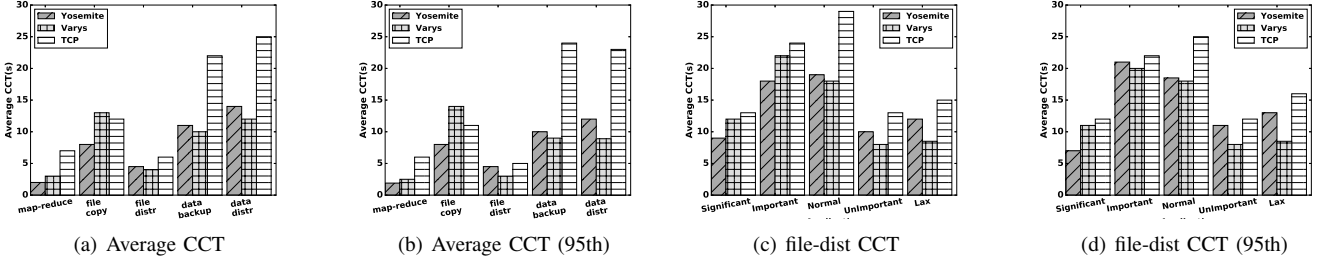 30
25
20
15
10
5
0
Average CCT(s)
Yosemite
Varys
TCP
map-reduce
file
copy
file
distr
data
backup
data
distr
(a) Average CCT
30
25
20
15
10
5
0
Average CCT(s)
Yosemite
Varys
TCP
map-reduce
file
copy
file
distr
data
backup
data
distr
(b) Average CCT (95th)
30
25
20
15
10
5
0
Average CCT(s)
Yosemite
Varys
TCP
Significant
Important
Normal
UnImportant
Lax
(c) file-dist CCT
30
25
20
15
10
5
0
Average CCT(s)
Yosemite
Varys
TCP
Significant
Important
Normal
UnImportant
Lax
(d) file-dist CCT (95th)